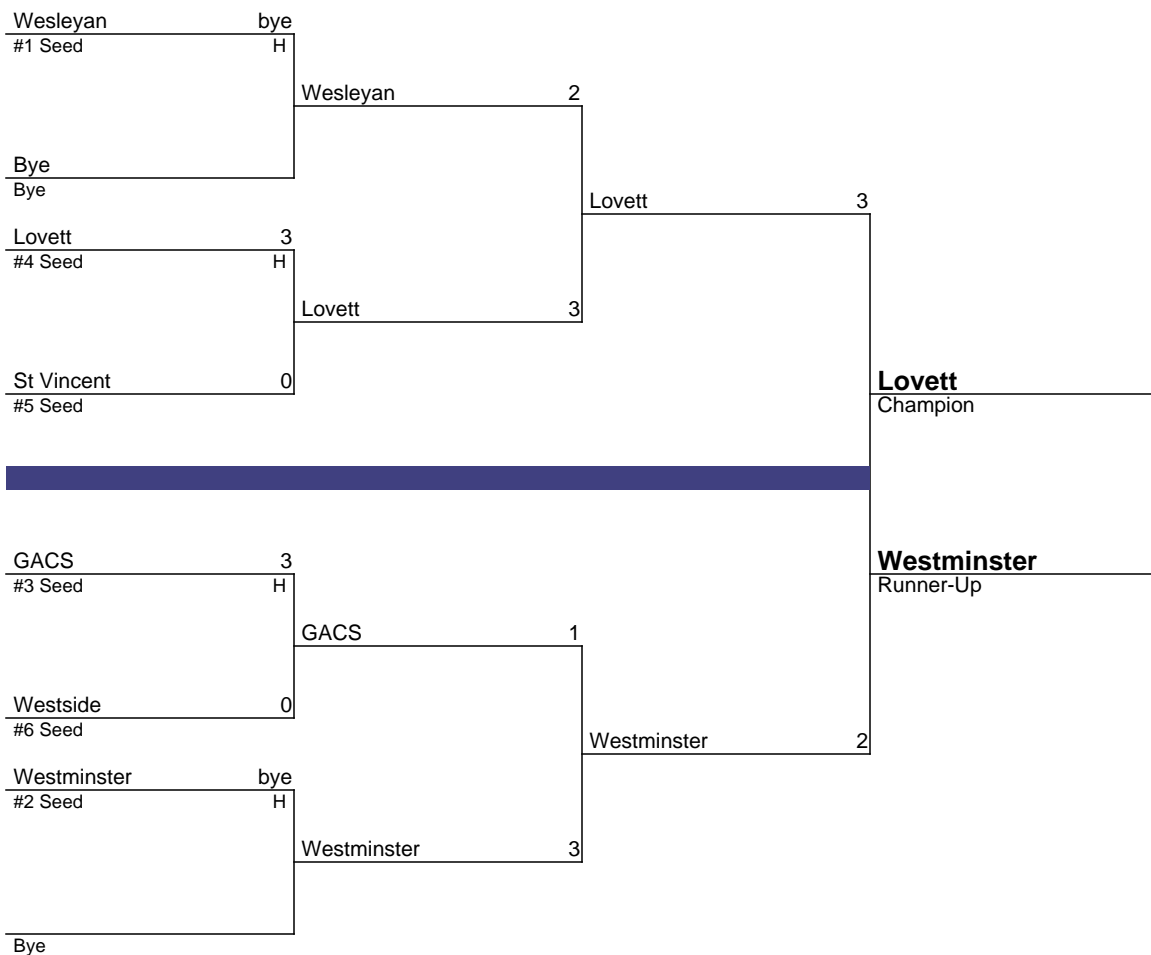 Wesleyan bye
#1 Seed H
Wesleyan 2
Bye
Bye
Lovett 3
Lovett 3
#4 Seed H
Lovett 3
St Vincent 0
#5 Seed
Lovett
Champion
GACS 3
#3 Seed H
Westminster
Runner-Up
GACS 1
Westside 0
#6 Seed
Westminster 2
Westminster bye
#2 Seed H
Westminster 3
Bye